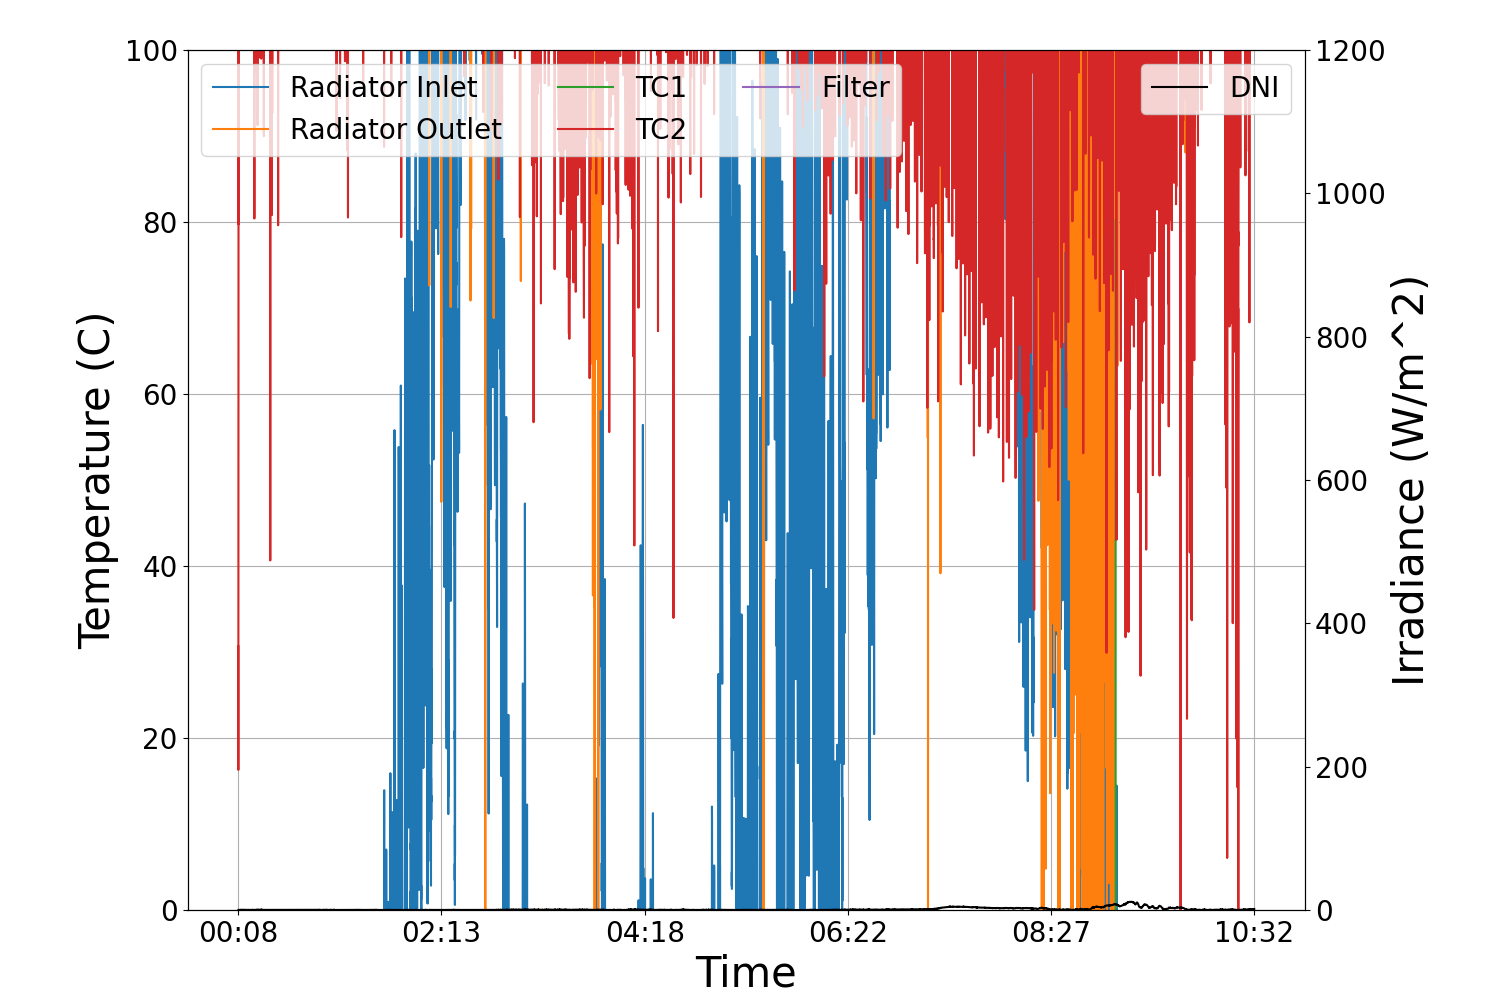 100
80
60
40
20
0
Temperature (C)
Radiator Inlet
Radiator Outlet
TC1
TC2
Filter
DNI
1200
1000
800
600
400
200
0
Irradiance (W/m^2)
00:08
02:13
04:18
06:22
08:27
10:32
Time